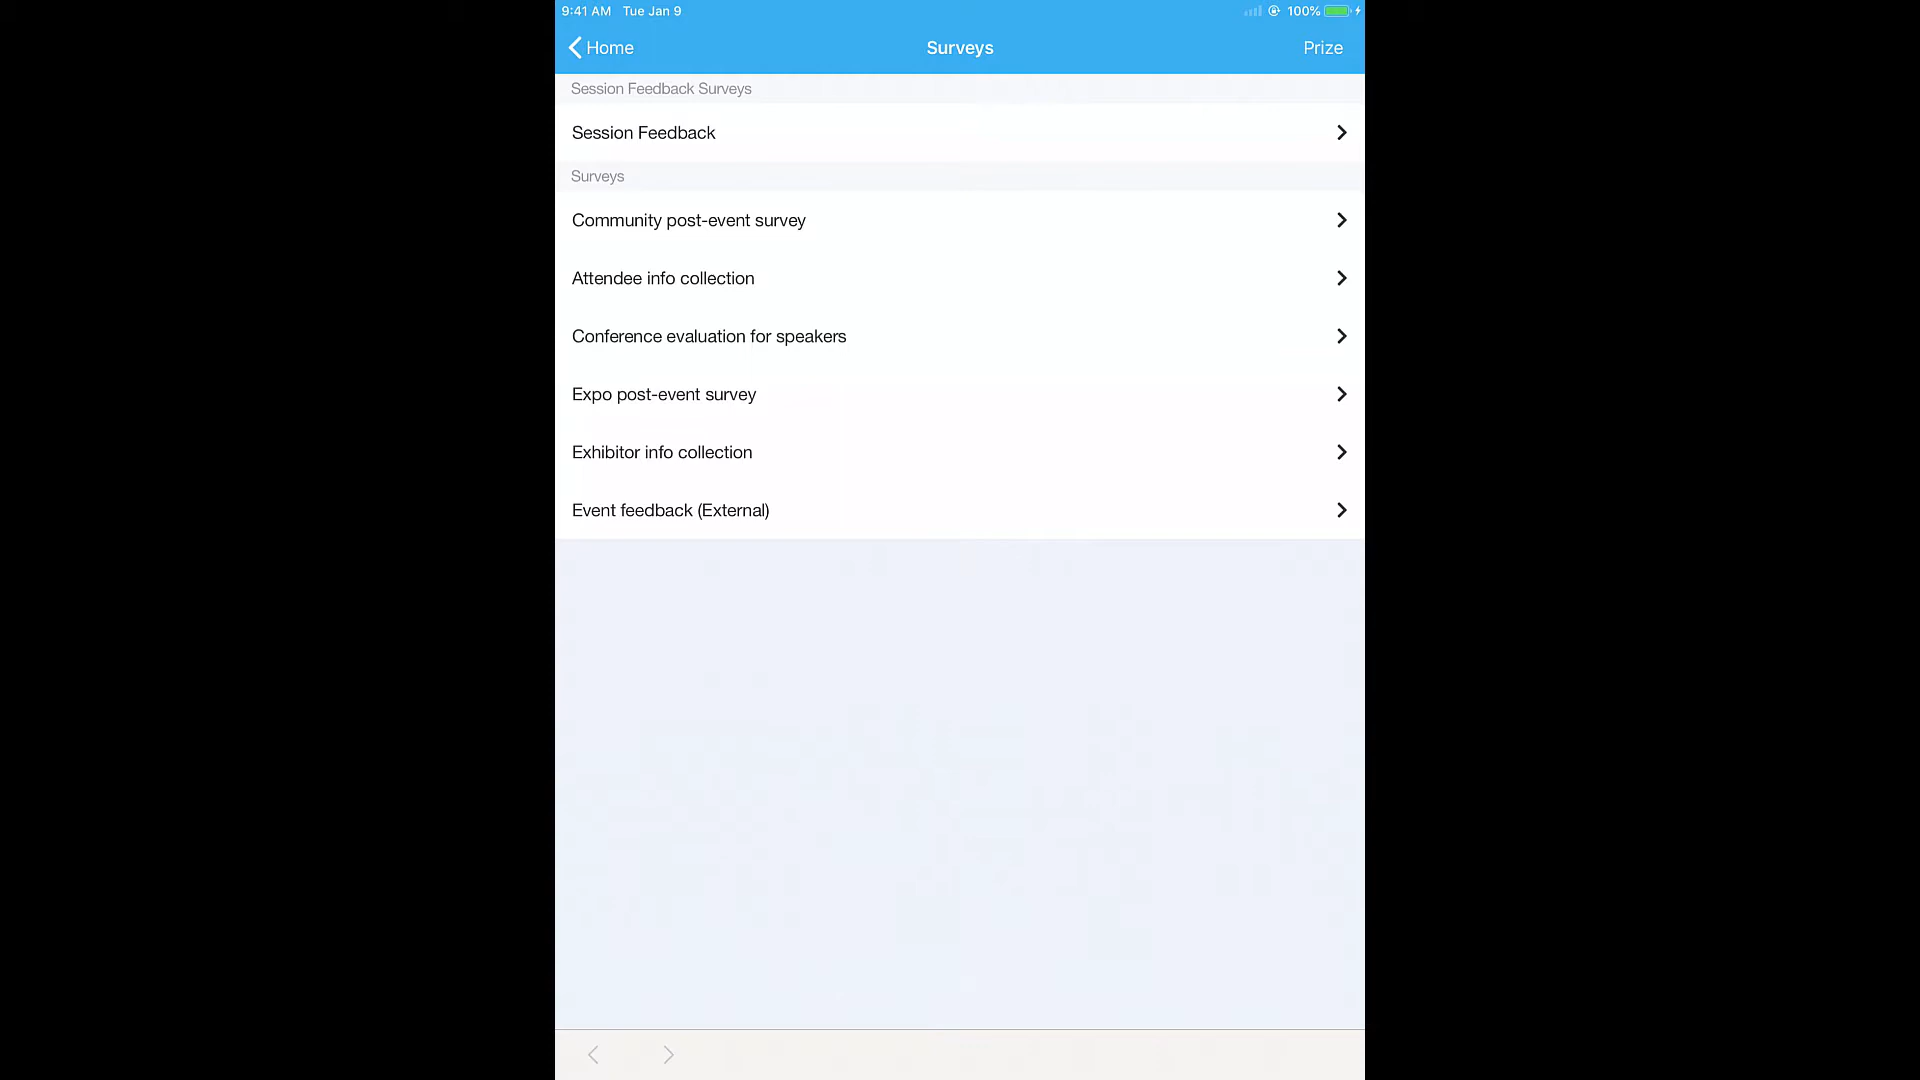 9:41 AM Tue Jan 9 100%
Home Surveys Prize
Session Feedback Surveys
Session Feedback
Surveys
Community post-event survey
Attendee info collection
Conference evaluation for speakers
Expo post-event survey
Exhibitor info collection
Event feedback (External)